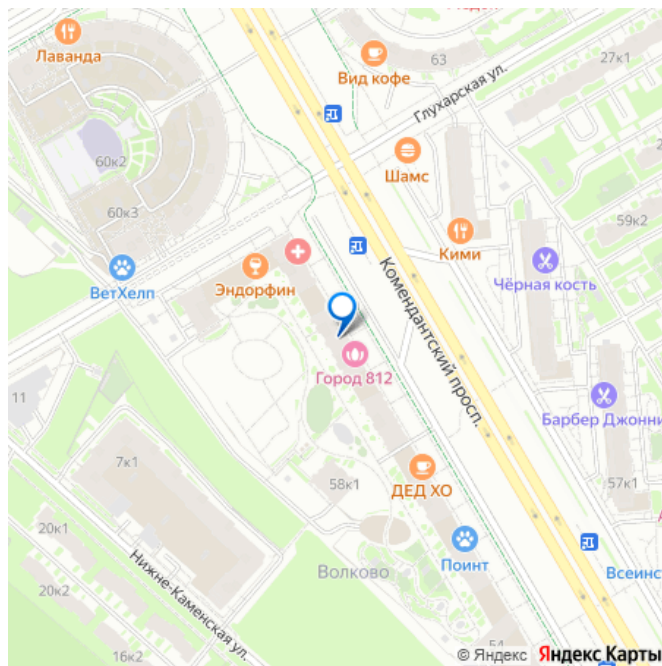 Лаванда
Вид кофе
63
27к1
Глухарская ул.
60к2
Шамс
60к3
59к2
Кими
ВетХелп
Эндорфин
Чёрная кость
Комендантский просп.
Город 812
11
Барбер Джонни
7к1
ДЕД ХО
58к1
57к1
20к1
Нижне-Каменская ул.
Волково
Поинт
Всеинст
20к2
16к2
54
© Яндекс Яндекс Карты